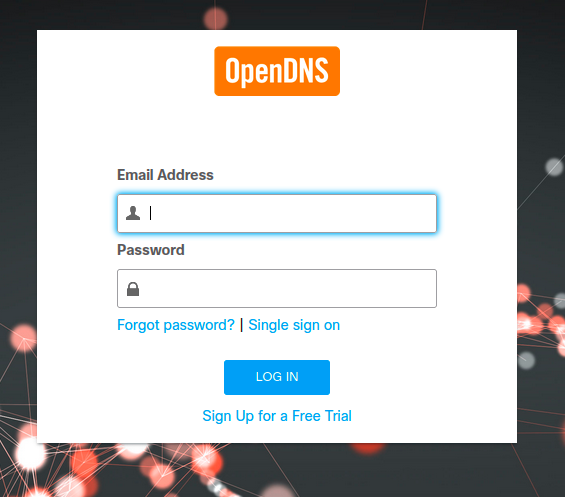 OpenDNS
Email Address
Password
Forgot password? | Single sign on
LOG IN
Sign Up for a Free Trial